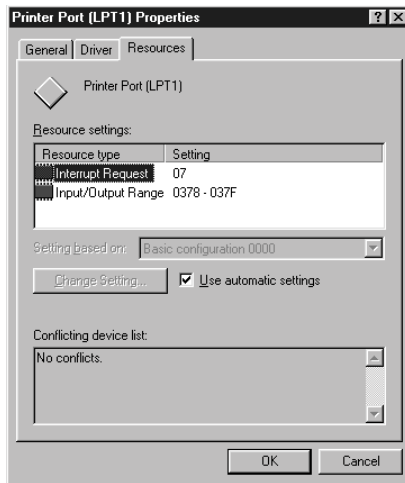 Printer Port (LPT1) Properties
General Driver Resources
Printer Port (LPT1)
Resource settings:
Resource type Setting
Interrupt Request 07
Input/Output Range 0378 - 037F
Setting based on: Basic configuration 0000
Change Setting... Use automatic settings
Conflicting device list:
No conflicts.
OK Cancel